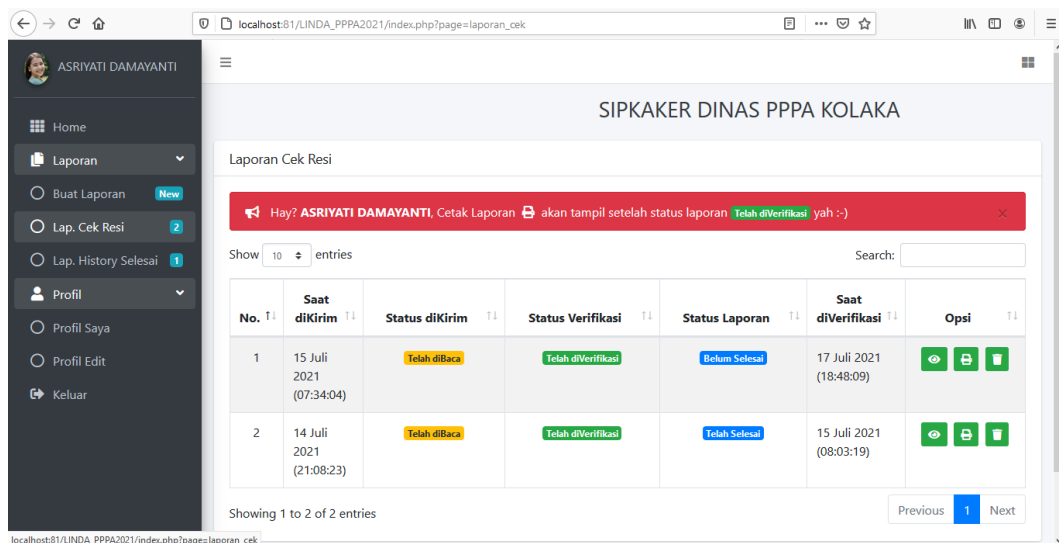 localhost:81/LINDA_PPPA2021/index.php?page=laporan_cek
ASRIYATI DAMAYANTI
Home
Laporan
Buat Laporan New
Lap. Cek Resi 2
Lap. History Selesai 1
Profil
Profil Saya
Profil Edit
Keluar
SIPKAKER DINAS PPPA KOLAKA
Laporan Cek Resi
Hay? ASRIYATI DAMAYANTI, Cetak Laporan akan tampil setelah status laporan Telah diVerifikasi yah :-) ×
Show 10 entries
Search:
No. Saat diKirim Status diKirim Status Verifikasi Status Laporan Saat diVerifikasi Opsi
1 15 Juli 2021 (07:34:04) Telah diBaca Telah diVerifikasi Belum Selesai 17 Juli 2021 (18:48:09)
2 14 Juli 2021 (21:08:23) Telah diBaca Telah diVerifikasi Telah Selesai 15 Juli 2021 (08:03:19)
Showing 1 to 2 of 2 entries
Previous 1 Next
localhost:81/LINDA_PPPA2021/index.php?page=laporan_cek